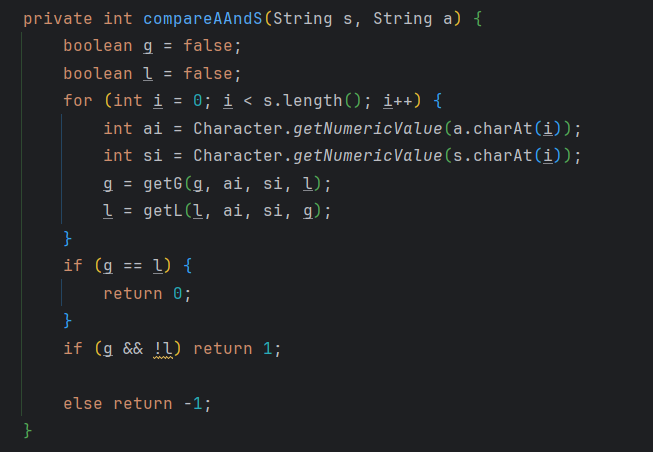 private int compareAAndS(String s, String a) {
    boolean g = false;
    boolean l = false;
    for (int i = 0; i < s.length(); i++) {
        int ai = Character.getNumericValue(a.charAt(i));
        int si = Character.getNumericValue(s.charAt(i));
        g = getG(g, ai, si, l);
        l = getL(l, ai, si, g);
    }
    if (g == l) {
        return 0;
    }
    if (g && !l) return 1;

    else return -1;
}